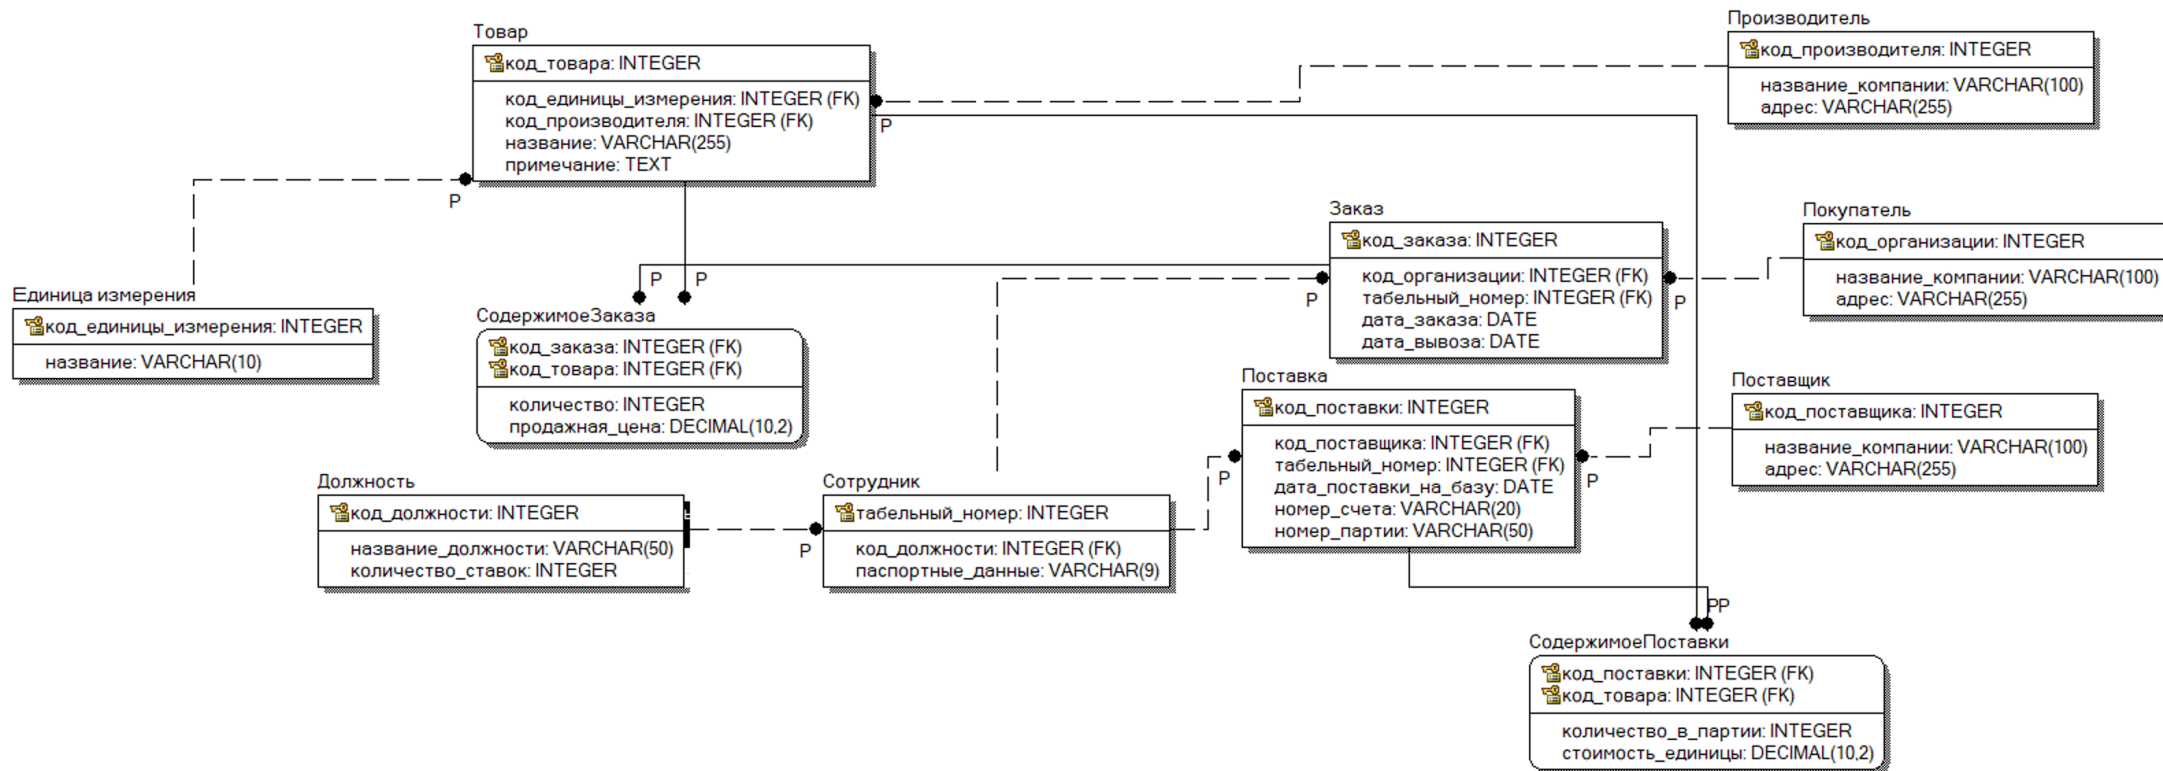 Товар
код_товара: INTEGER
код_единицы_измерения: INTEGER (FK)
код_производителя: INTEGER (FK)
название: VARCHAR(255)
примечание: TEXT
P
P
Производитель
код_производителя: INTEGER
название_компании: VARCHAR(100)
адрес: VARCHAR(255)
Единица измерения
код_единицы_измерения: INTEGER
название: VARCHAR(10)
P
P
СодержимоеЗаказа
код_заказа: INTEGER (FK)
код_товара: INTEGER (FK)
количество: INTEGER
продажная_цена: DECIMAL(10,2)
Заказ
код_заказа: INTEGER
код_организации: INTEGER (FK)
табельный_номер: INTEGER (FK)
дата_заказа: DATE
дата_вывоза: DATE
P
P
Покупатель
код_организации: INTEGER
название_компании: VARCHAR(100)
адрес: VARCHAR(255)
Поставка
код_поставки: INTEGER
код_поставщика: INTEGER (FK)
табельный_номер: INTEGER (FK)
дата_поставки_на_базу: DATE
номер_счета: VARCHAR(20)
номер_партии: VARCHAR(50)
P
P
Поставщик
код_поставщика: INTEGER
название_компании: VARCHAR(100)
адрес: VARCHAR(255)
Должность
код_должности: INTEGER
название_должности: VARCHAR(50)
количество_ставок: INTEGER
P
Сотрудник
табельный_номер: INTEGER
код_должности: INTEGER (FK)
паспортные_данные: VARCHAR(9)
PP
СодержимоеПоставки
код_поставки: INTEGER (FK)
код_товара: INTEGER (FK)
количество_в_партии: INTEGER
стоимость_единицы: DECIMAL(10,2)